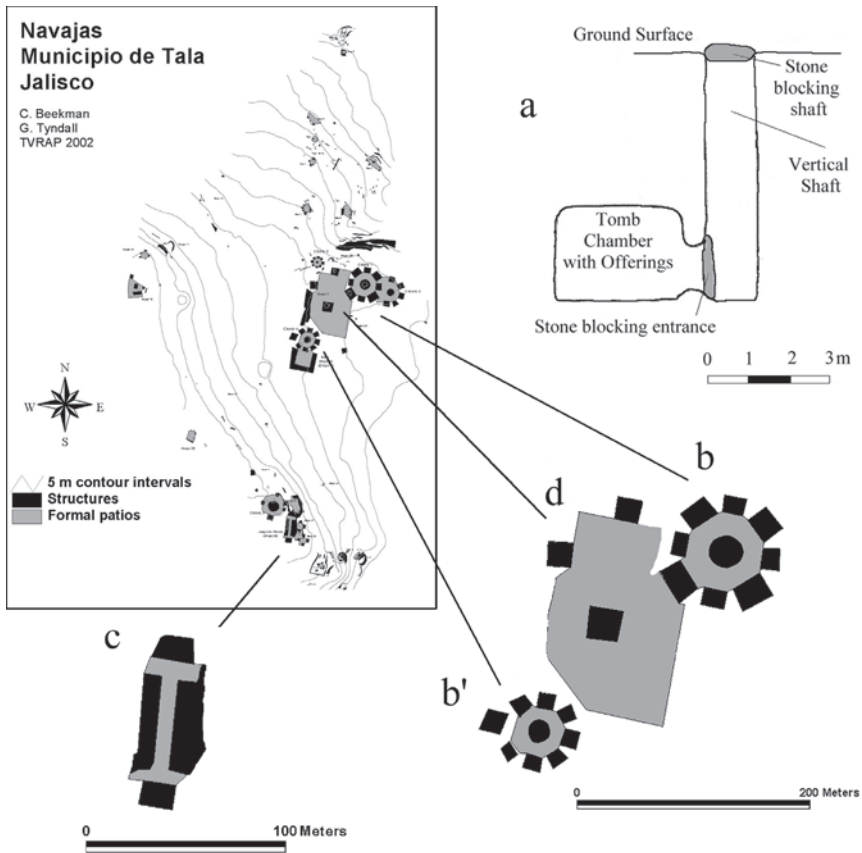 Navajas
Municipio de Tala
Jalisco
C. Beekman
G. Tyndall
TVRAP 2002
N
W E
S
5 m contour intervals
Structures
Formal patios
a
Ground Surface
Stone
blocking
shaft
Vertical
Shaft
Tomb
Chamber
with Offerings
Stone blocking entrance
0 1 2 3 m
b
d
b'
c
0 200 Meters
0 100 Meters